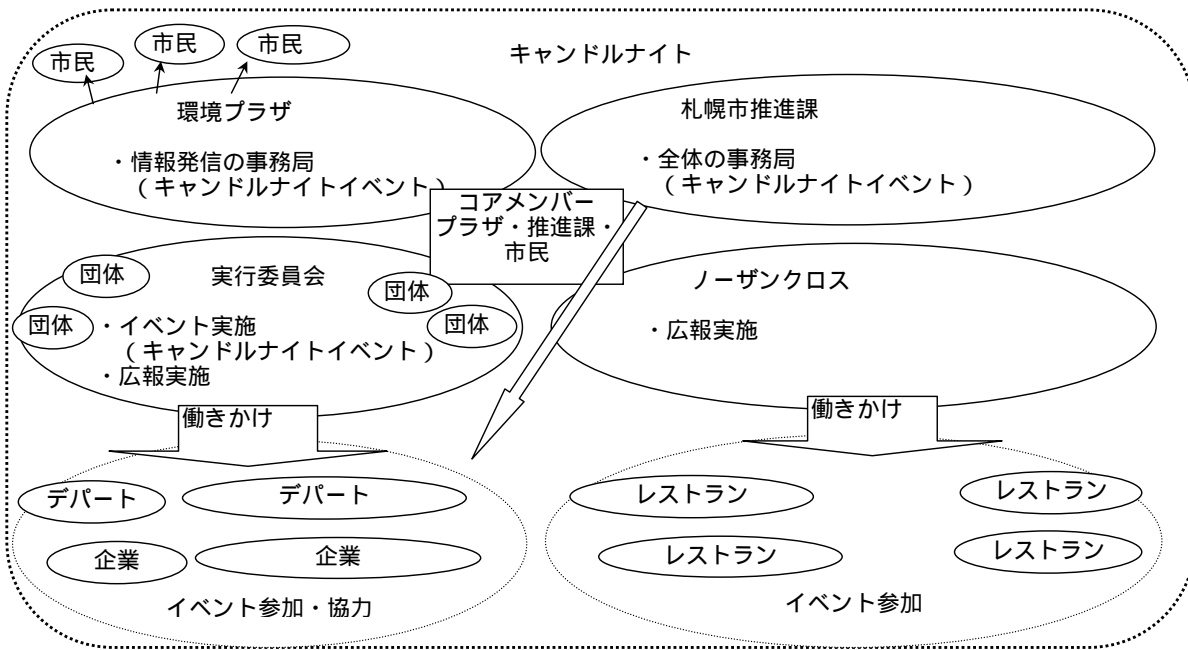 キャンドルナイト
市民
市民
市民
環境プラザ
・情報発信の事務局
(キャンドルナイトイベント)
札幌市推進課
・全体の事務局
(キャンドルナイトイベント)
コアメンバー
プラザ・推進課・
市民
実行委員会
団体
団体
団体
団体
・イベント実施
(キャンドルナイトイベント)
・広報実施
ノーザンクロス
・広報実施
働きかけ
働きかけ
デパート
デパート
企業
企業
イベント参加・協力
レストラン
レストラン
レストラン
レストラン
イベント参加